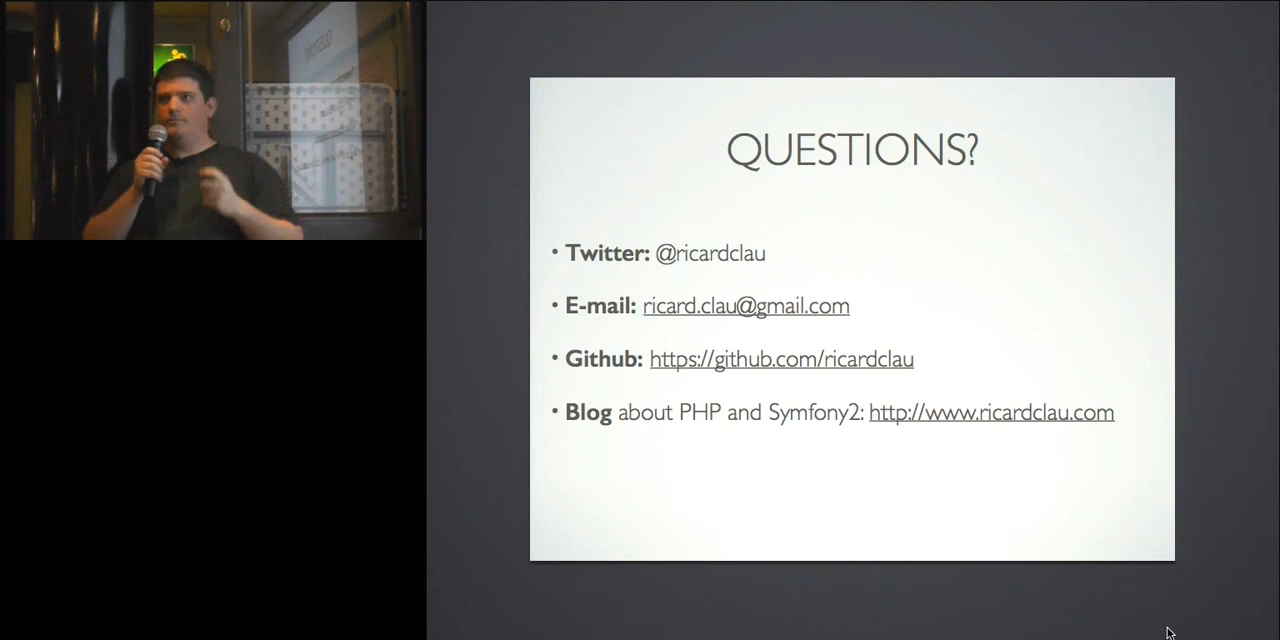 QUESTIONS?
• Twitter: @ricardclau
• E-mail: ricard.clau@gmail.com
• Github: https://github.com/ricardclau
• Blog about PHP and Symfony2: http://www.ricardclau.com